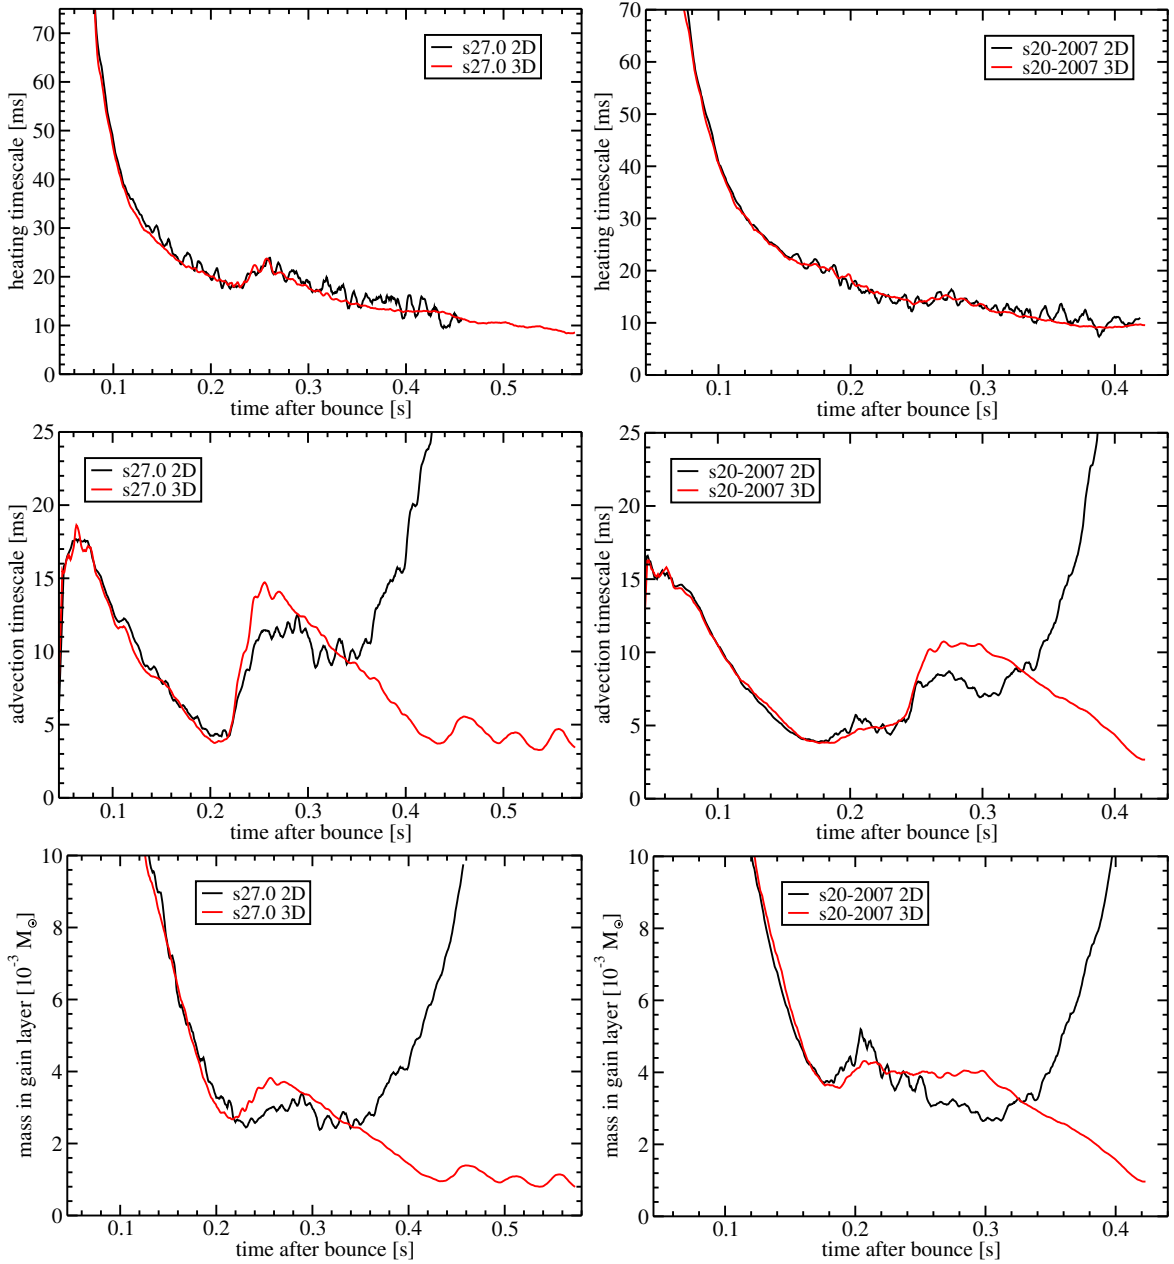 70
60
50
40
30
20
10
0
heating timescale [ms]
s27.0 2D
s27.0 3D
0.1 0.2 0.3 0.4 0.5
time after bounce [s]
70
60
50
40
30
20
10
0
heating timescale [ms]
s20-2007 2D
s20-2007 3D
0.1 0.2 0.3 0.4
time after bounce [s]
25
20
15
10
5
0
advection timescale [ms]
s27.0 2D
s27.0 3D
0.1 0.2 0.3 0.4 0.5
time after bounce [s]
25
20
15
10
5
0
advection timescale [ms]
s20-2007 2D
s20-2007 3D
0.1 0.2 0.3 0.4
time after bounce [s]
10
8
6
4
2
0
mass in gain layer [10⁻³ M☉]
s27.0 2D
s27.0 3D
0.1 0.2 0.3 0.4 0.5
time after bounce [s]
10
8
6
4
2
0
mass in gain layer [10⁻³ M☉]
s20-2007 2D
s20-2007 3D
0.1 0.2 0.3 0.4
time after bounce [s]